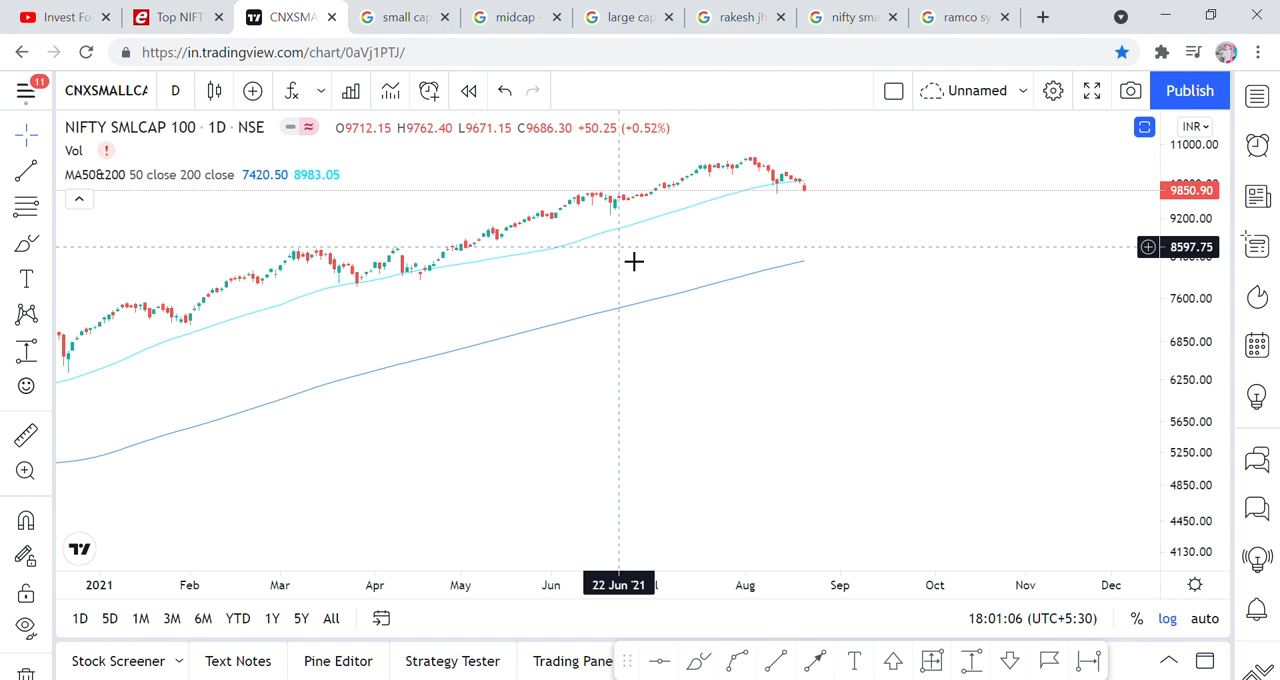 Invest Fo
Top NIFT
CNXSMA
small cap
midcap -
large cap
rakesh jh
nifty sma
ramco sy
https://in.tradingview.com/chart/0aVj1PTJ/
11
CNXSMALLCA
D
Unnamed
Publish
NIFTY SMLCAP 100 · 1D · NSE
O9712.15 H9762.40 L9671.15 C9686.30 +50.25 (+0.52%)
INR
Vol
MA50&200 50 close 200 close 7420.50 8983.05
11000.00
9850.90
9200.00
8597.75
7600.00
6850.00
6250.00
5650.00
5250.00
4850.00
4450.00
4130.00
2021 Feb Mar Apr May Jun 22 Jun '21 Aug Sep Oct Nov Dec
1D 5D 1M 3M 6M YTD 1Y 5Y All
18:01:06 (UTC+5:30) % log auto
Stock Screener Text Notes Pine Editor Strategy Tester Trading Pane